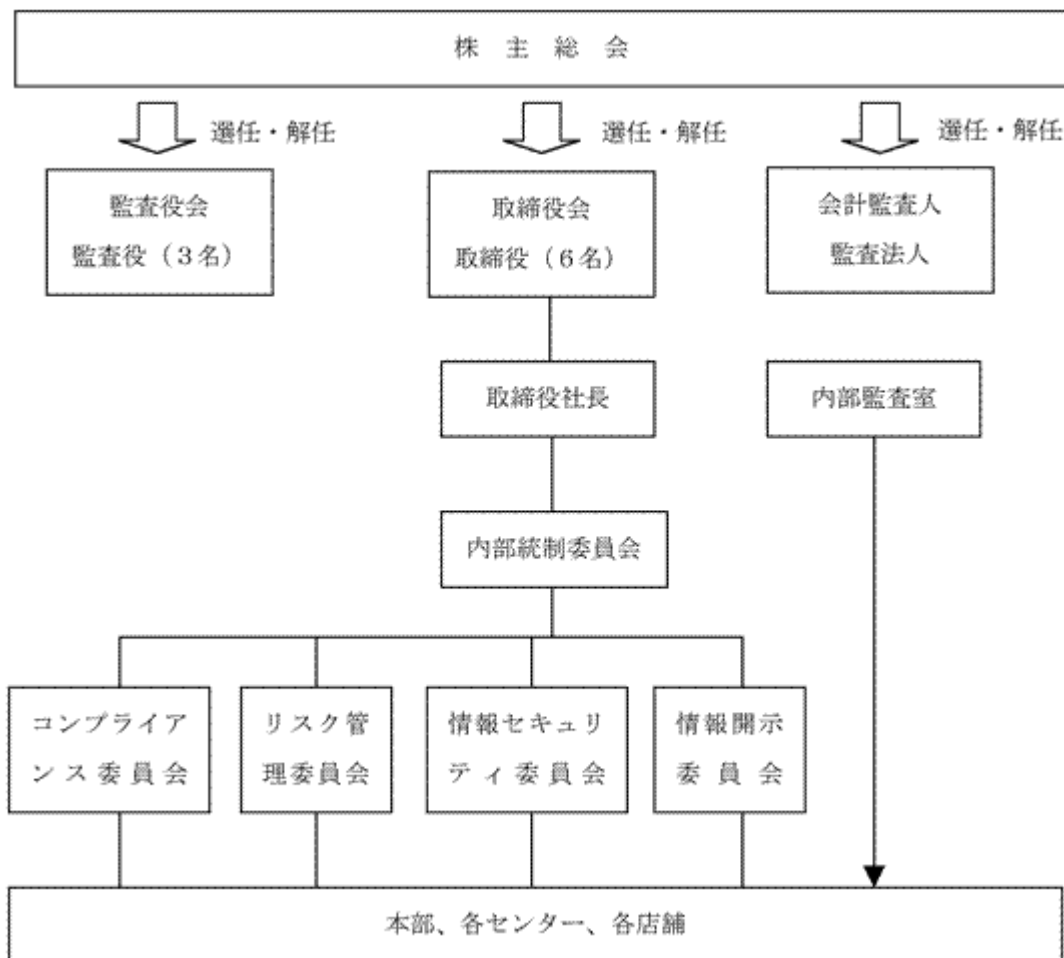 株主総会
選任・解任
選任・解任
選任・解任
監査役会
監査役（３名）
取締役会
取締役（６名）
会計監査人
監査法人
取締役社長
内部監査室
内部統制委員会
コンプライア
ンス委員会
リスク管
理委員会
情報セキュリ
ティ委員会
情報開示
委員会
本部、各センター、各店舗